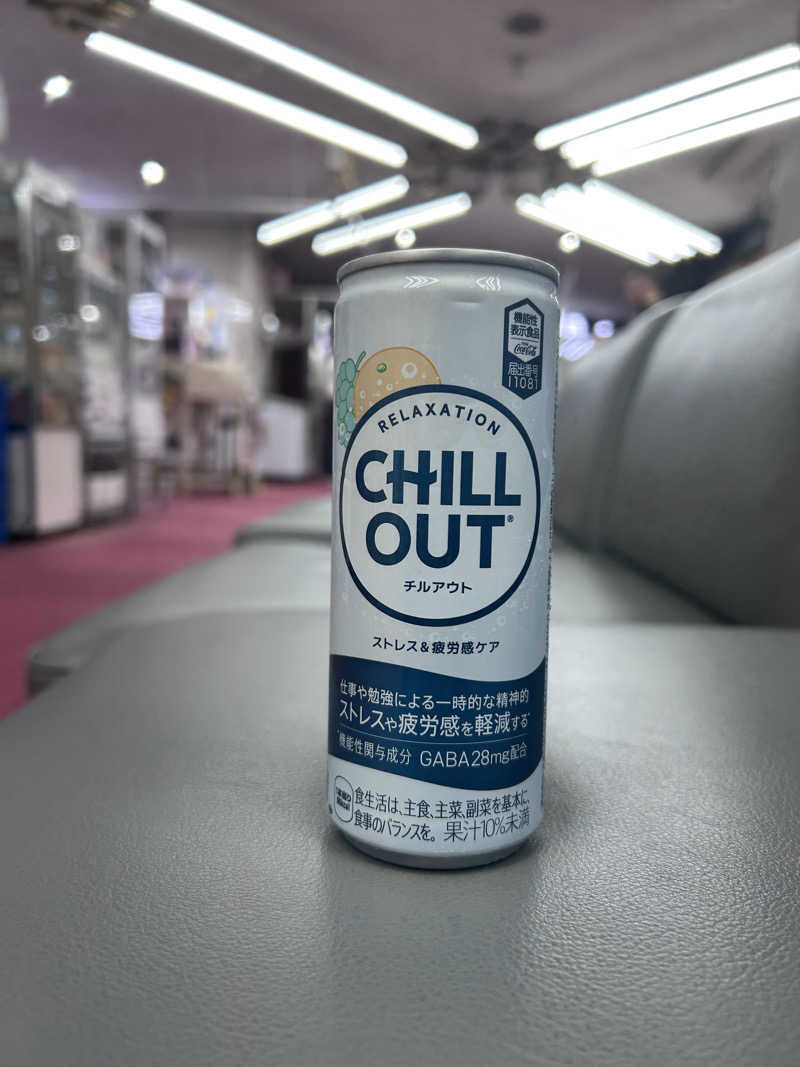 機能性
表示食品
Coca-Cola
届出番号
I1081
RELAXATION
CHILL
OUT®
チルアウト
ストレス&疲労感ケア
仕事や勉強による一時的な精神的
ストレスや疲労感を軽減する*
*機能性関与成分 GABA28mg配合
食生活は、主食、主菜、副菜を基本に、
食事のバランスを。 果汁10%未満